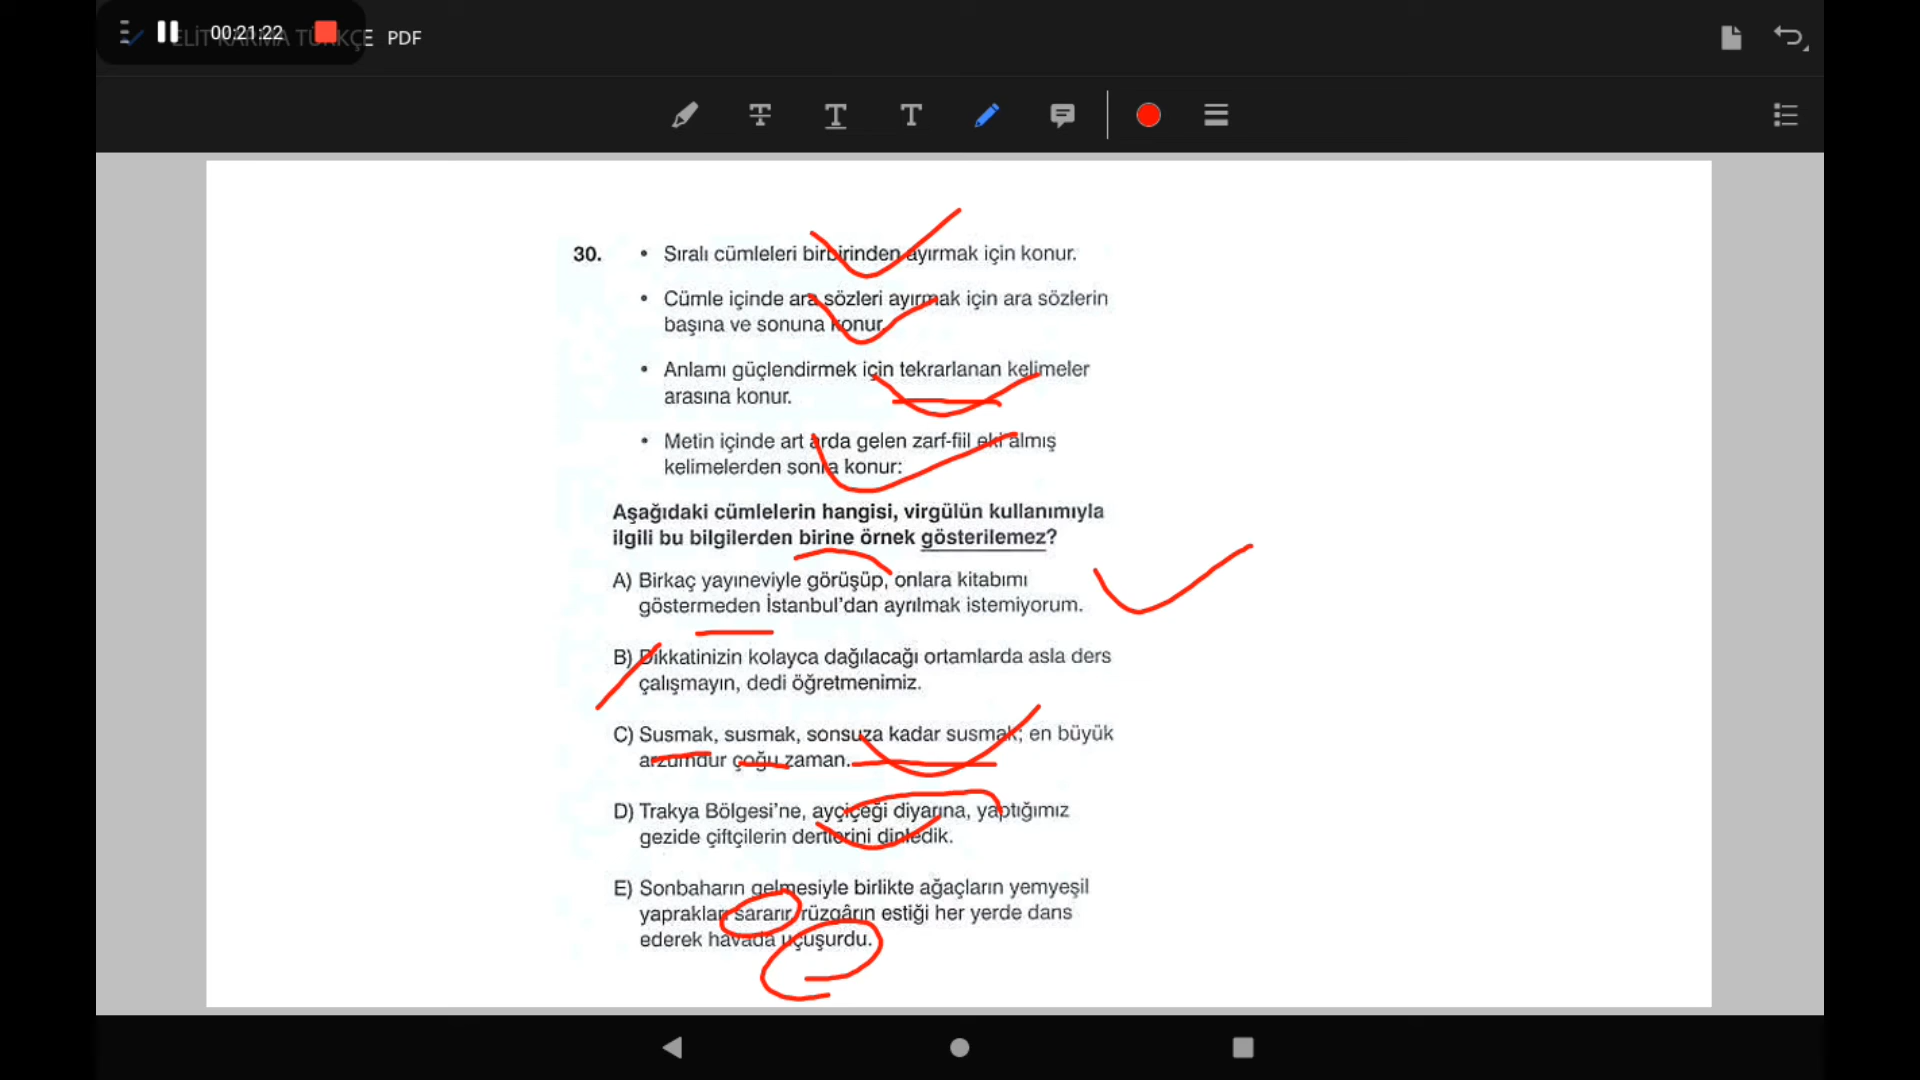 00:21:22
ELİT KARMA TÜRKÇE PDF
30. • Sıralı cümleleri birbirinden ayırmak için konur.
• Cümle içinde ara sözleri ayırmak için ara sözlerin
başına ve sonuna konur.
• Anlamı güçlendirmek için tekrarlanan kelimeler
arasına konur.
• Metin içinde art arda gelen zarf-fiil eki almış
kelimelerden sonra konur:
Aşağıdaki cümlelerin hangisi, virgülün kullanımıyla
ilgili bu bilgilerden birine örnek gösterilemez?
A) Birkaç yayıneviyle görüşüp, onlara kitabımı
göstermeden İstanbul'dan ayrılmak istemiyorum.
B) Dikkatinizin kolayca dağılacağı ortamlarda asla ders
çalışmayın, dedi öğretmenimiz.
C) Susmak, susmak, sonsuza kadar susmak; en büyük
arzumdur çoğu zaman.
D) Trakya Bölgesi'ne, ayçiçeği diyarına, yaptığımız
gezide çiftçilerin dertlerini dinledik.
E) Sonbaharın gelmesiyle birlikte ağaçların yemyeşil
yaprakları sararır, rüzgârın estiği her yerde dans
ederek havada uçuşurdu.